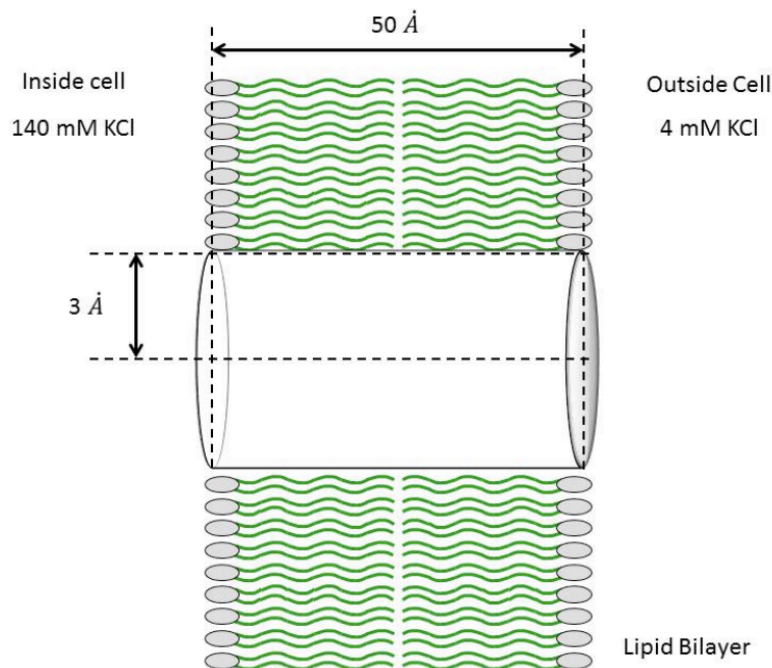 50 Ȧ
Inside cell
140 mM KCl
Outside Cell
4 mM KCl
3 Ȧ
Lipid Bilayer